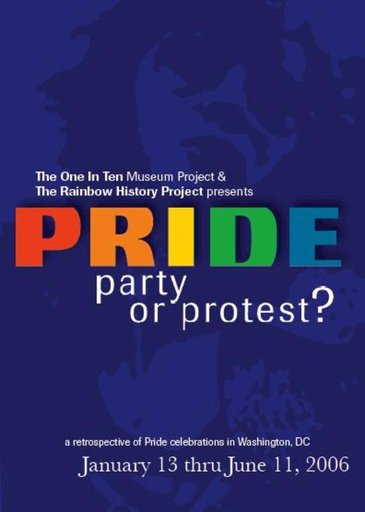 The One In Ten Museum Project &
The Rainbow History Project presents
PRIDE
party
or protest?
a retrospective of Pride celebrations in Washington, DC
January 13 thru June 11, 2006